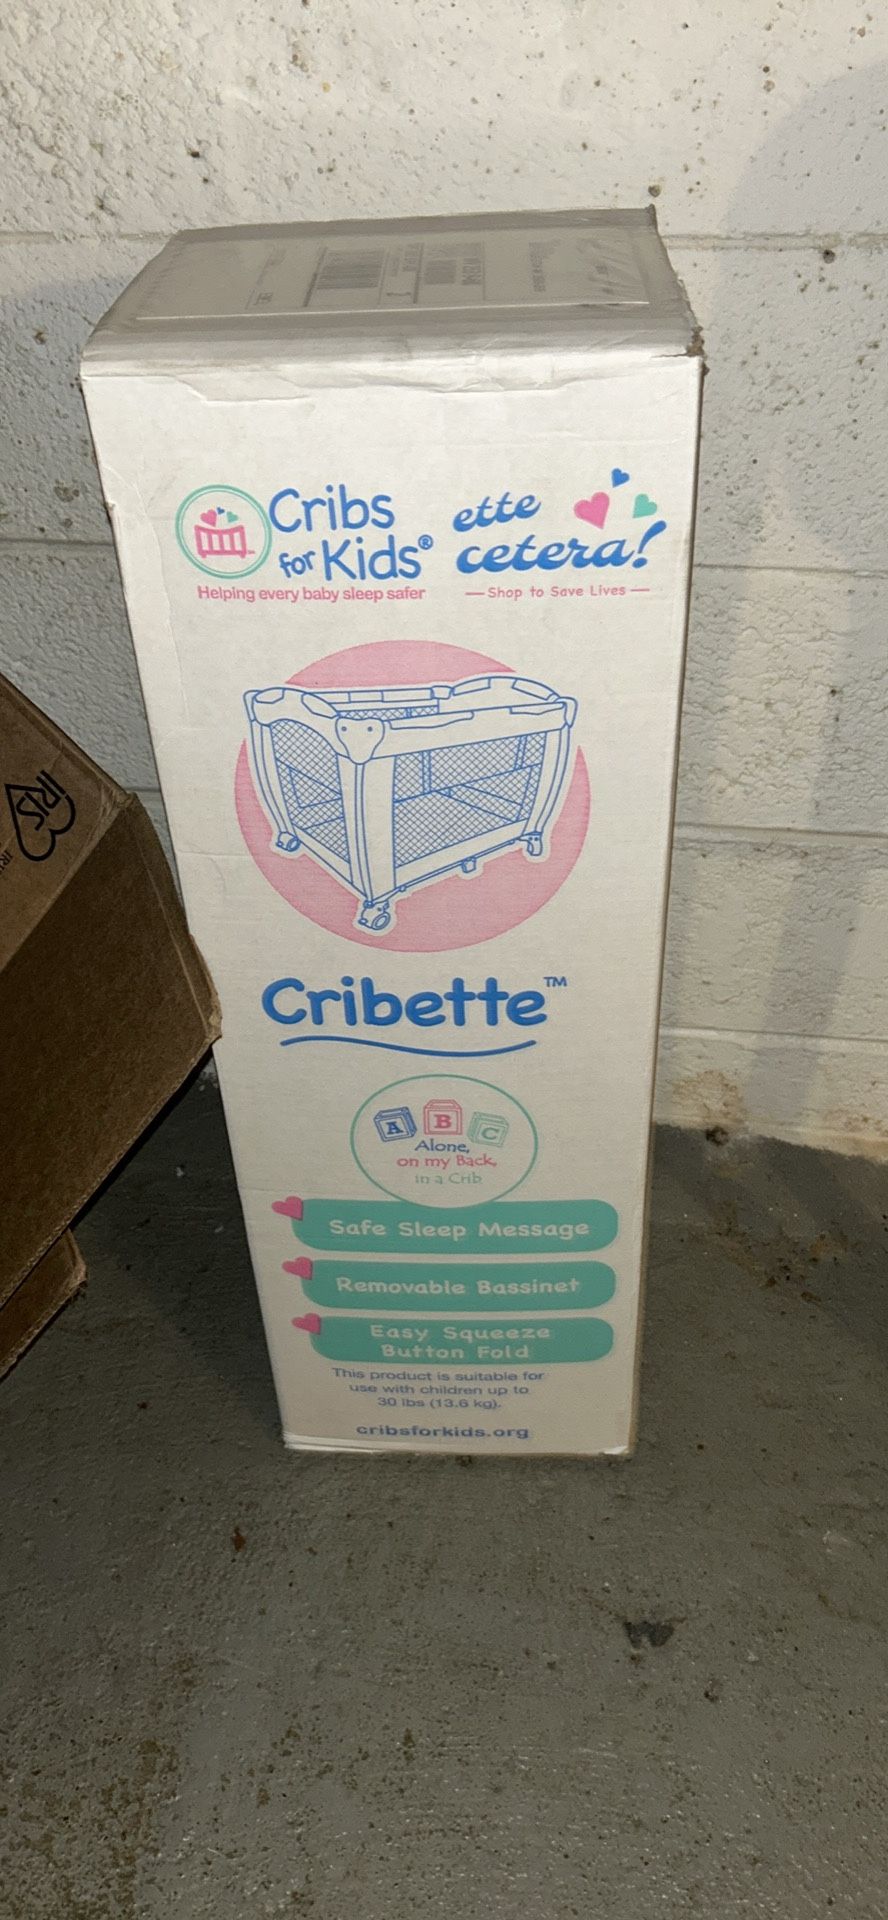 Cribs
for Kids®
Helping every baby sleep safer
ette
cetera!
Shop to Save Lives
Cribette™
A B C
Alone,
on my Back,
in a Crib
Safe Sleep Message
Removable Bassinet
Easy Squeeze
Button Fold
This product is suitable for
use with children up to
30 lbs (13.6 kg).
cribsforkids.org
IRIS